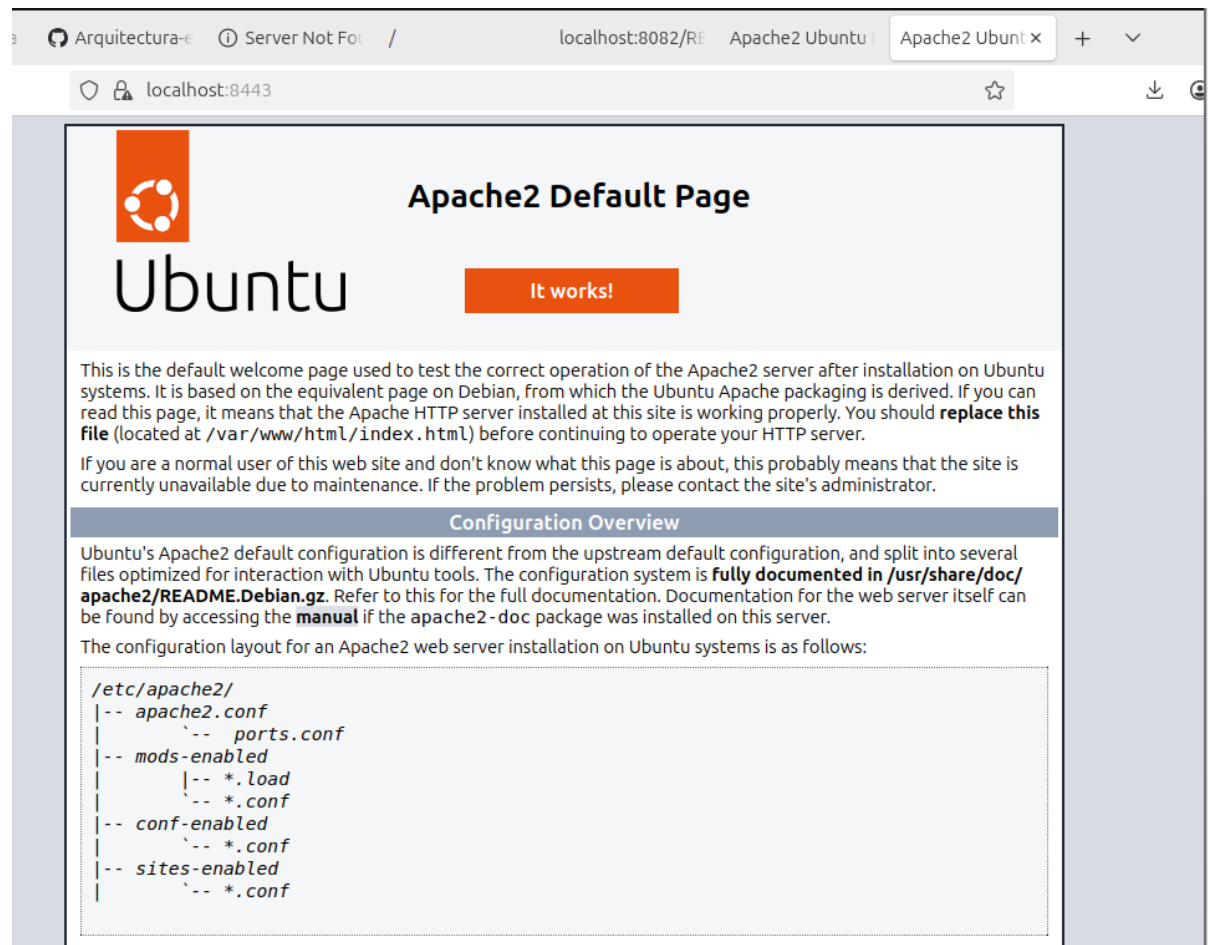 Arquitectura-e Server Not Fou / localhost:8082/RE Apache2 Ubuntu Apache2 Ubunt × + 
localhost:8443
Apache2 Default Page
Ubuntu
It works!
This is the default welcome page used to test the correct operation of the Apache2 server after installation on Ubuntu
systems. It is based on the equivalent page on Debian, from which the Ubuntu Apache packaging is derived. If you can
read this page, it means that the Apache HTTP server installed at this site is working properly. You should replace this
file (located at /var/www/html/index.html) before continuing to operate your HTTP server.
If you are a normal user of this web site and don't know what this page is about, this probably means that the site is
currently unavailable due to maintenance. If the problem persists, please contact the site's administrator.
Configuration Overview
Ubuntu's Apache2 default configuration is different from the upstream default configuration, and split into several
files optimized for interaction with Ubuntu tools. The configuration system is fully documented in /usr/share/doc/
apache2/README.Debian.gz. Refer to this for the full documentation. Documentation for the web server itself can
be found by accessing the manual if the apache2-doc package was installed on this server.
The configuration layout for an Apache2 web server installation on Ubuntu systems is as follows:
/etc/apache2/
|-- apache2.conf
|       `--  ports.conf
|-- mods-enabled
|       |-- *.load
|       `-- *.conf
|-- conf-enabled
|       `-- *.conf
|-- sites-enabled
|       `-- *.conf